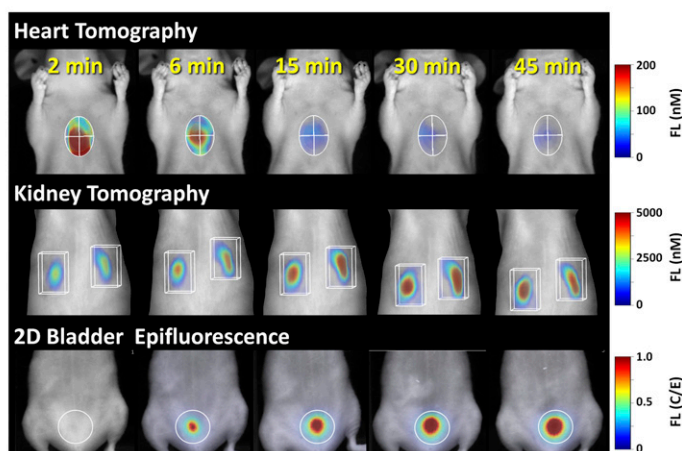 Heart Tomography
2 min 6 min 15 min 30 min 45 min
200
100
0
FL (nM)
Kidney Tomography
5000
2500
0
FL (nM)
2D Bladder Epifluorescence
1.0
0.5
0
FL (C/E)